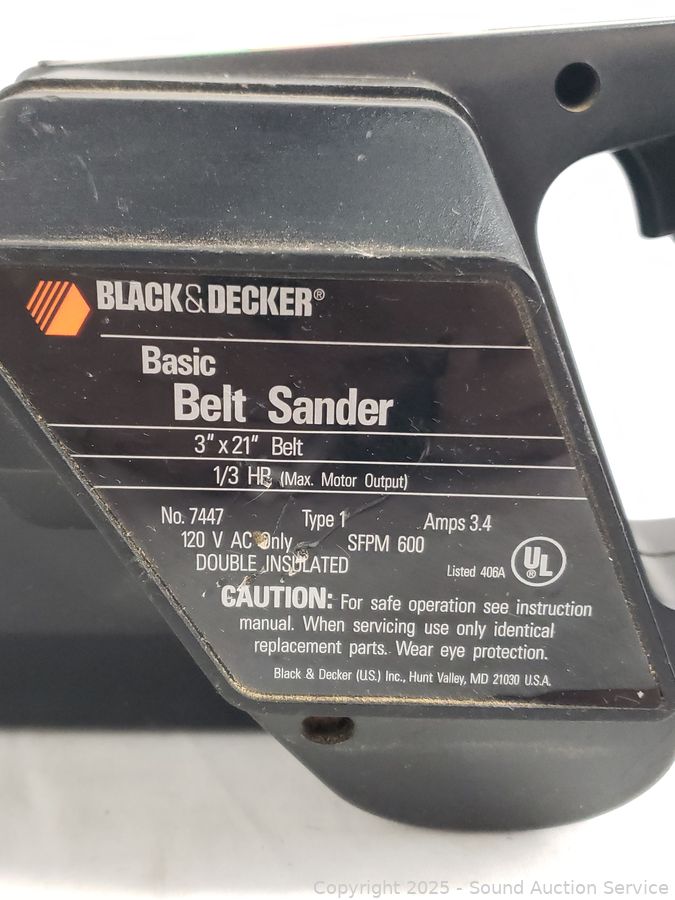 BLACK&DECKER®
Basic
Belt Sander
3" x 21" Belt
1/3 HP (Max. Motor Output)
No. 7447 Type 1 Amps 3.4
120 V AC Only SFPM 600
DOUBLE INSULATED Listed 406A UL®
CAUTION: For safe operation see instruction
manual. When servicing use only identical
replacement parts. Wear eye protection.
Black & Decker (U.S.) Inc., Hunt Valley, MD 21030 U.S.A.
Copyright 2025 - Sound Auction Service